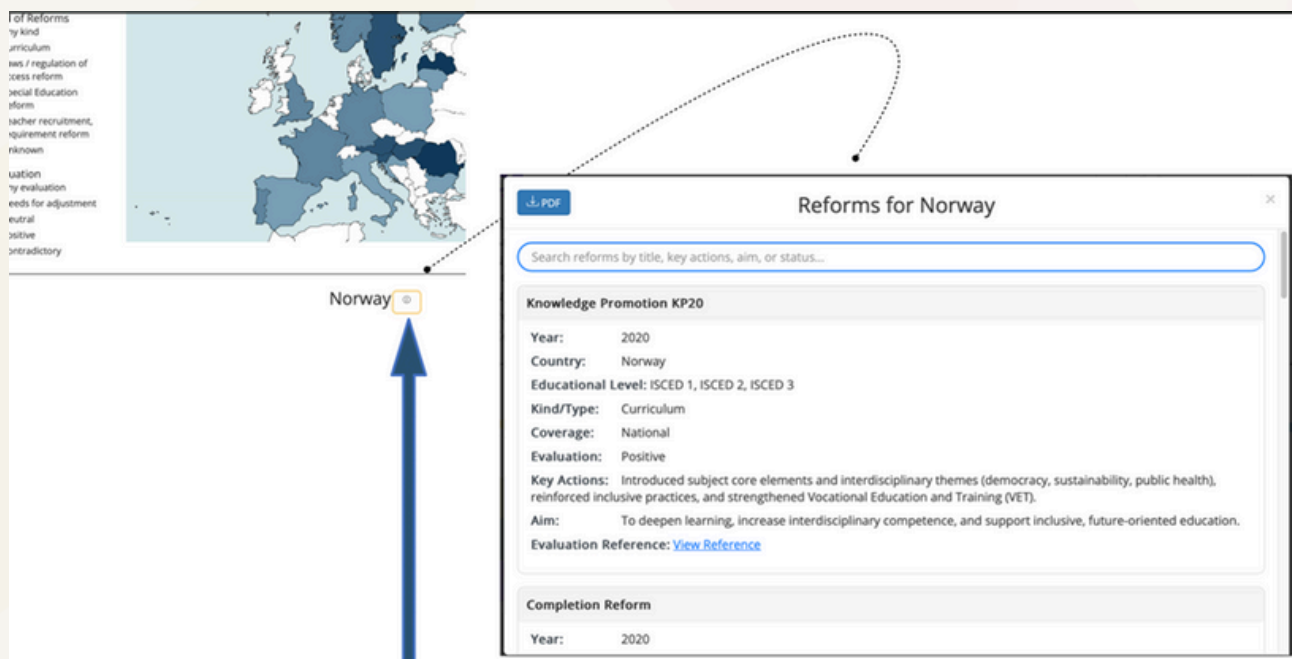 of Reforms
ny kind
urriculum
aws / regulation of
ccess reform
pecial Education
eform
eacher recruitment,
equirement reform
nknown
uation
ny evaluation
eeds for adjustment
eutral
ositive
ontradictory
Norway
PDF
Reforms for Norway
×
Search reforms by title, key actions, aim, or status...
Knowledge Promotion KP20
Year: 2020
Country: Norway
Educational Level: ISCED 1, ISCED 2, ISCED 3
Kind/Type: Curriculum
Coverage: National
Evaluation: Positive
Key Actions: Introduced subject core elements and interdisciplinary themes (democracy, sustainability, public health),
reinforced inclusive practices, and strengthened Vocational Education and Training (VET).
Aim: To deepen learning, increase interdisciplinary competence, and support inclusive, future-oriented education.
Evaluation Reference: View Reference
Completion Reform
Year: 2020